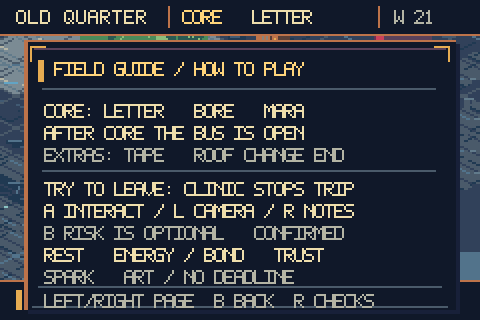 OLD QUARTER CORE LETTER W 21
FIELD GUIDE / HOW TO PLAY
CORE: LETTER BORE MARA
AFTER CORE THE BUS IS OPEN
EXTRAS: TAPE ROOF CHANGE END
TRY TO LEAVE: CLINIC STOPS TRIP
A INTERACT / L CAMERA / R NOTES
B RISK IS OPTIONAL CONFIRMED
REST ENERGY / BOND TRUST
SPARK ART / NO DEADLINE
LEFT/RIGHT PAGE B BACK R CHECKS